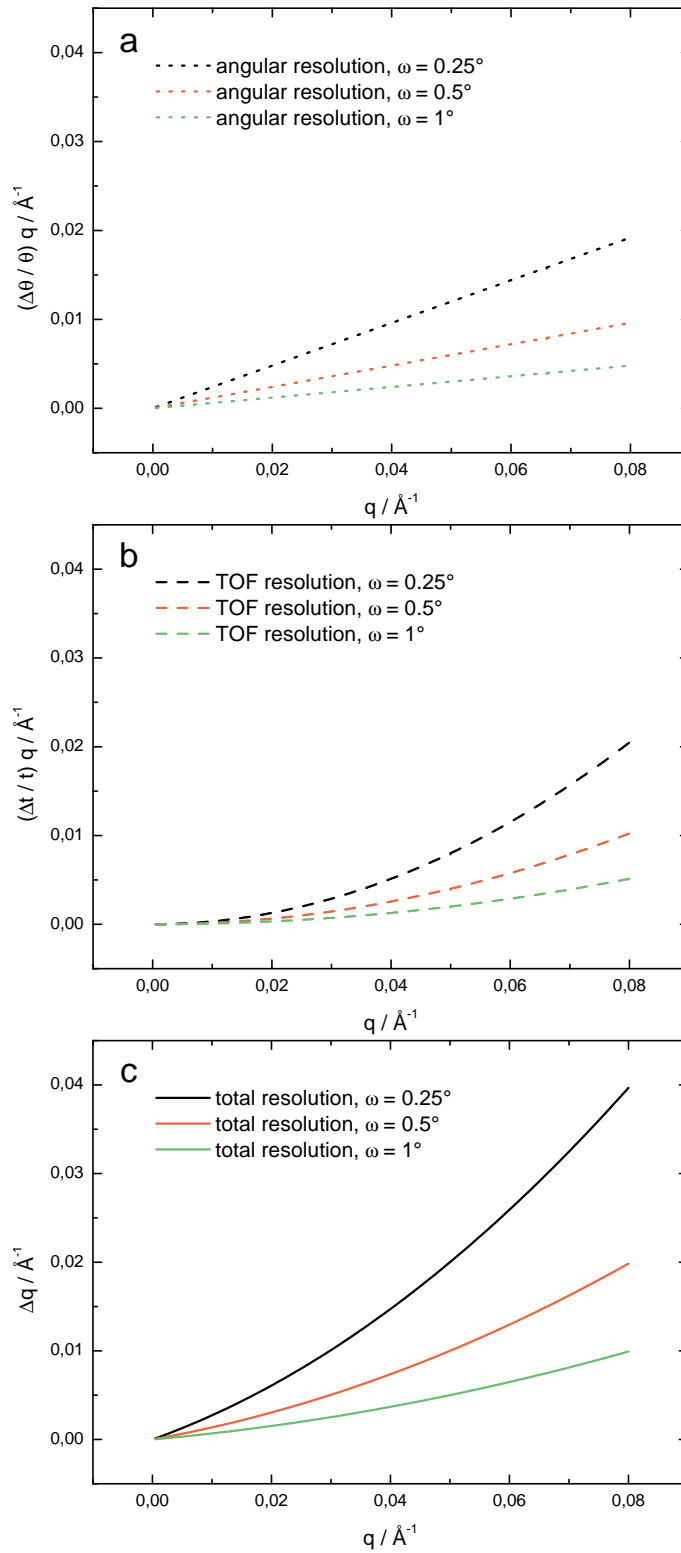 a
angular resolution, ω = 0.25°
angular resolution, ω = 0.5°
angular resolution, ω = 1°
0,04
0,03
0,02
0,01
0,00
(Δθ / θ) q / Å⁻¹
0,00 0,02 0,04 0,06 0,08
q / Å⁻¹
b
TOF resolution, ω = 0.25°
TOF resolution, ω = 0.5°
TOF resolution, ω = 1°
0,04
0,03
0,02
0,01
0,00
(Δt / t) q / Å⁻¹
0,00 0,02 0,04 0,06 0,08
q / Å⁻¹
c
total resolution, ω = 0.25°
total resolution, ω = 0.5°
total resolution, ω = 1°
0,04
0,03
0,02
0,01
0,00
Δq / Å⁻¹
0,00 0,02 0,04 0,06 0,08
q / Å⁻¹